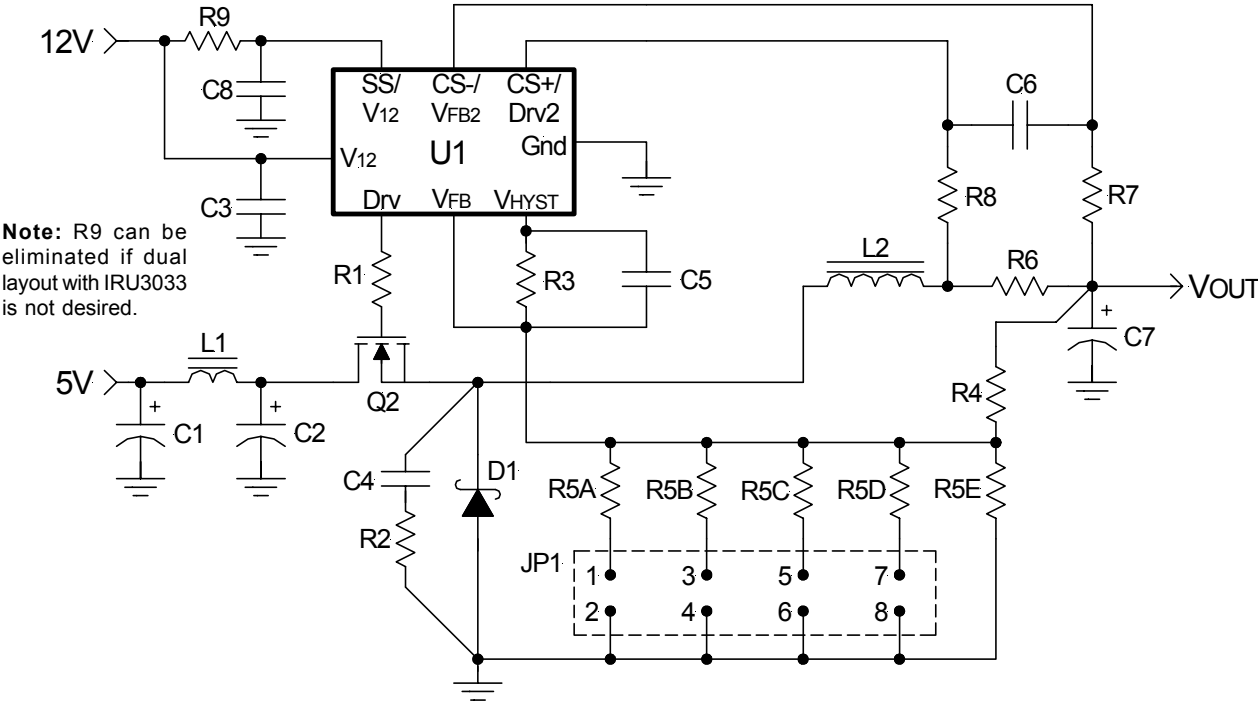 R9
12V
C8
SS/ CS-/ CS+/
V12 VFB2 Drv2
U1 Gnd
V12
Drv VFB VHYST
C6
R8 R7
C3
Note: R9 can be
eliminated if dual
layout with IRU3033
is not desired.
R1 R3 C5
L2 R6
VOUT
+
C7
L1
5V
Q2
R4
+ +
C1 C2
C4 D1
R5A R5B R5C R5D R5E
R2
JP1
1 3 5 7
2 4 6 8